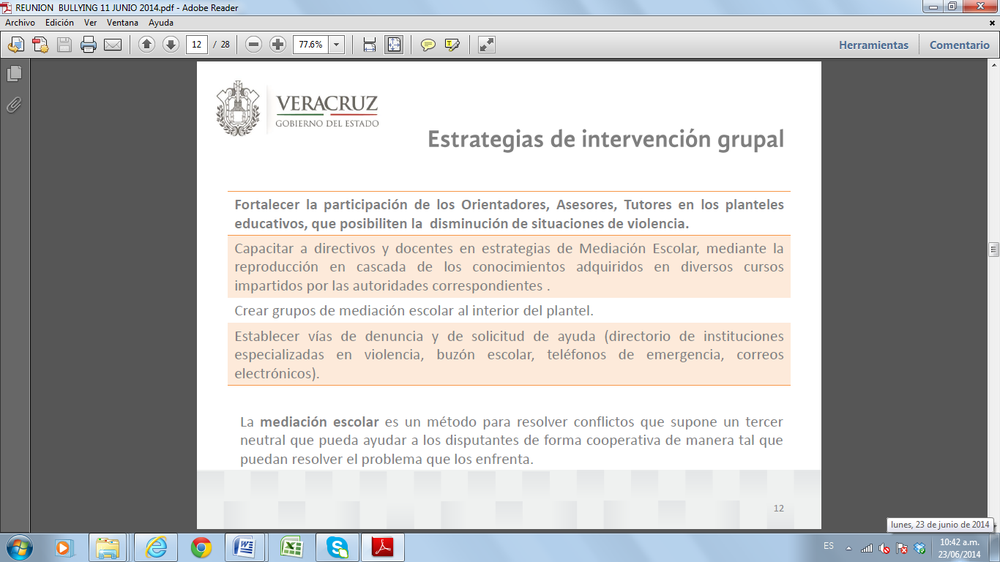 REUNION  BULLYING 11 JUNIO 2014.pdf - Adobe Reader
Archivo Edición Ver Ventana Ayuda
12 / 28 77.6% Herramientas Comentario
VERACRUZ
GOBIERNO DEL ESTADO
Estrategias de intervención grupal
Fortalecer la participación de los Orientadores, Asesores, Tutores en los planteles
educativos, que posibiliten la  disminución de situaciones de violencia.
Capacitar a directivos y docentes en estrategias de Mediación Escolar, mediante la
reproducción en cascada de los conocimientos adquiridos en diversos cursos
impartidos por las autoridades correspondientes .
Crear grupos de mediación escolar al interior del plantel.
Establecer vías de denuncia y de solicitud de ayuda (directorio de instituciones
especializadas en violencia, buzón escolar, teléfonos de emergencia, correos
electrónicos).
La mediación escolar es un método para resolver conflictos que supone un tercer
neutral que pueda ayudar a los disputantes de forma cooperativa de manera tal que
puedan resolver el problema que los enfrenta.
12
lunes, 23 de junio de 2014
ES
10:42 a.m.
23/06/2014